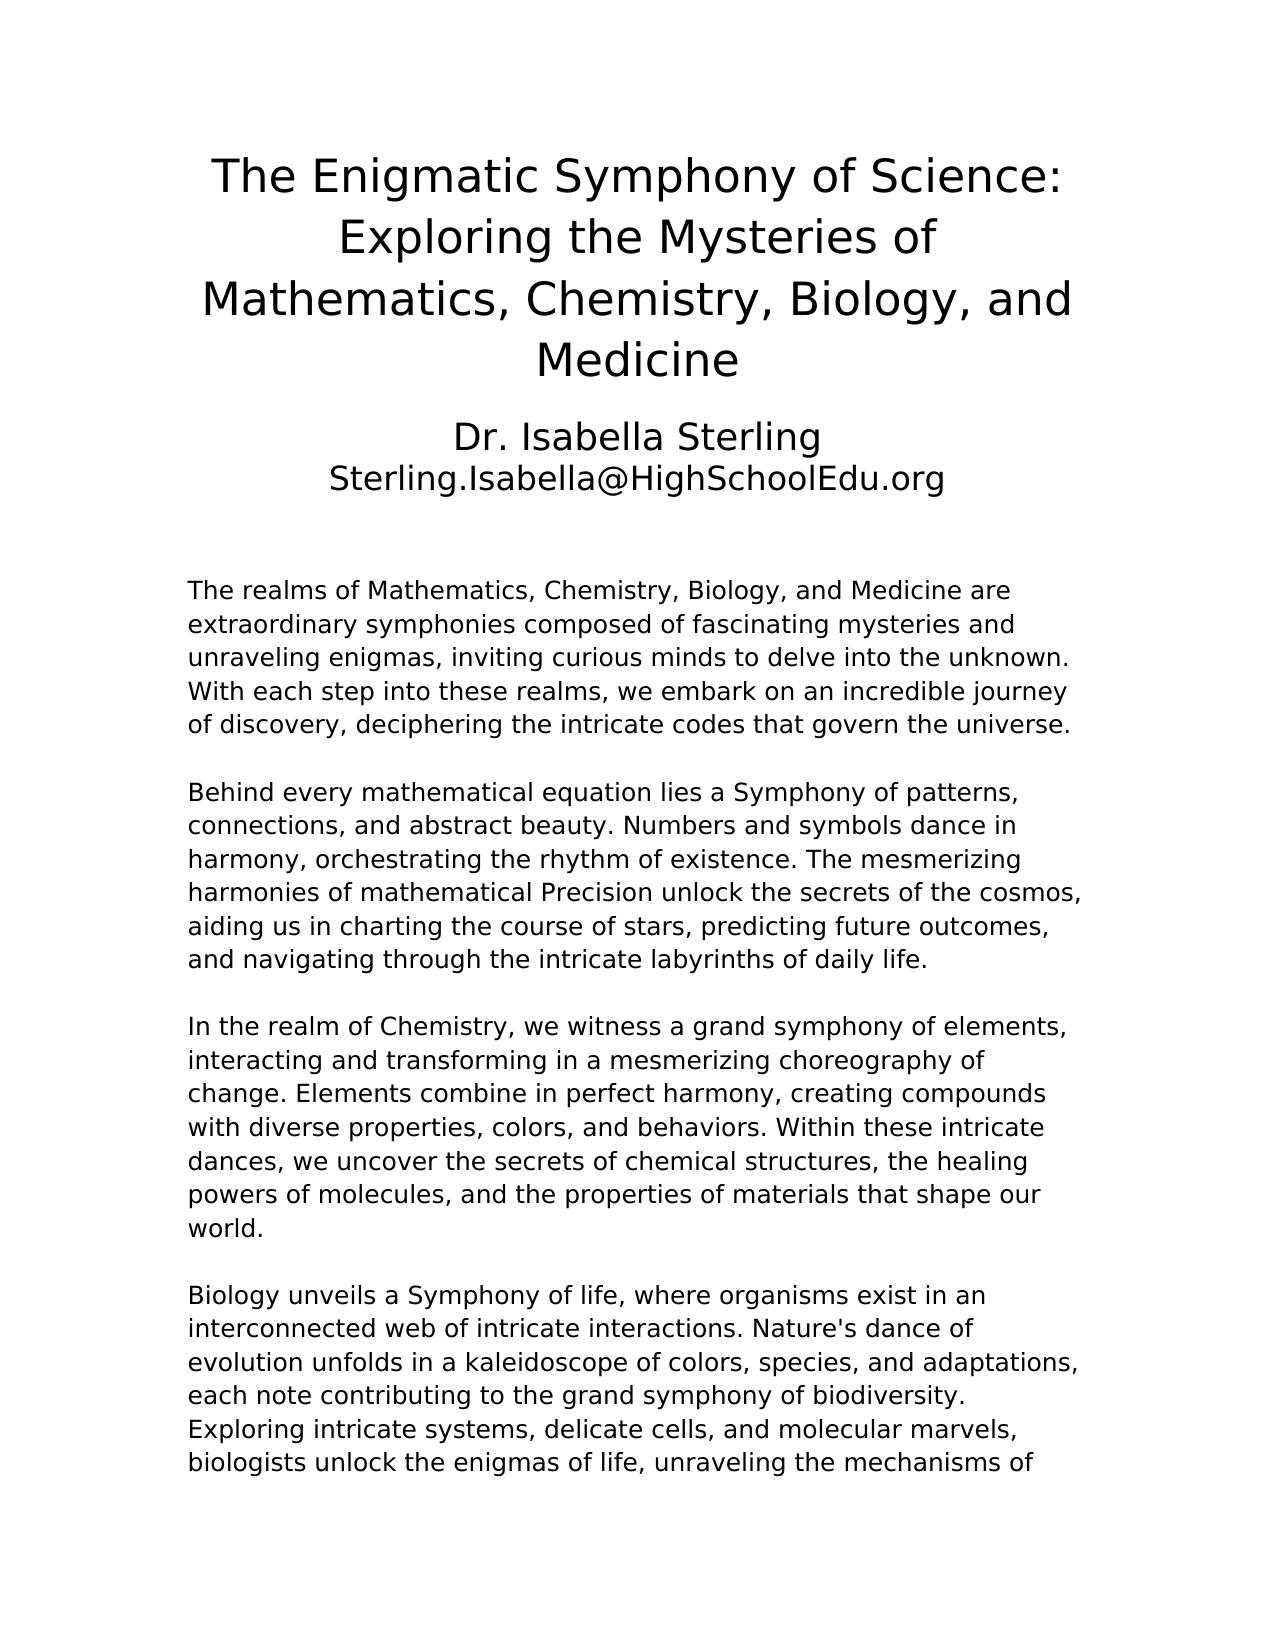 The Enigmatic Symphony of Science:
Exploring the Mysteries of
Mathematics, Chemistry, Biology, and
Medicine
Dr. Isabella Sterling
Sterling.Isabella@HighSchoolEdu.org
The realms of Mathematics, Chemistry, Biology, and Medicine are
extraordinary symphonies composed of fascinating mysteries and
unraveling enigmas, inviting curious minds to delve into the unknown.
With each step into these realms, we embark on an incredible journey
of discovery, deciphering the intricate codes that govern the universe.
Behind every mathematical equation lies a Symphony of patterns,
connections, and abstract beauty. Numbers and symbols dance in
harmony, orchestrating the rhythm of existence. The mesmerizing
harmonies of mathematical Precision unlock the secrets of the cosmos,
aiding us in charting the course of stars, predicting future outcomes,
and navigating through the intricate labyrinths of daily life.
In the realm of Chemistry, we witness a grand symphony of elements,
interacting and transforming in a mesmerizing choreography of
change. Elements combine in perfect harmony, creating compounds
with diverse properties, colors, and behaviors. Within these intricate
dances, we uncover the secrets of chemical structures, the healing
powers of molecules, and the properties of materials that shape our
world.
Biology unveils a Symphony of life, where organisms exist in an
interconnected web of intricate interactions. Nature's dance of
evolution unfolds in a kaleidoscope of colors, species, and adaptations,
each note contributing to the grand symphony of biodiversity.
Exploring intricate systems, delicate cells, and molecular marvels,
biologists unlock the enigmas of life, unraveling the mechanisms of